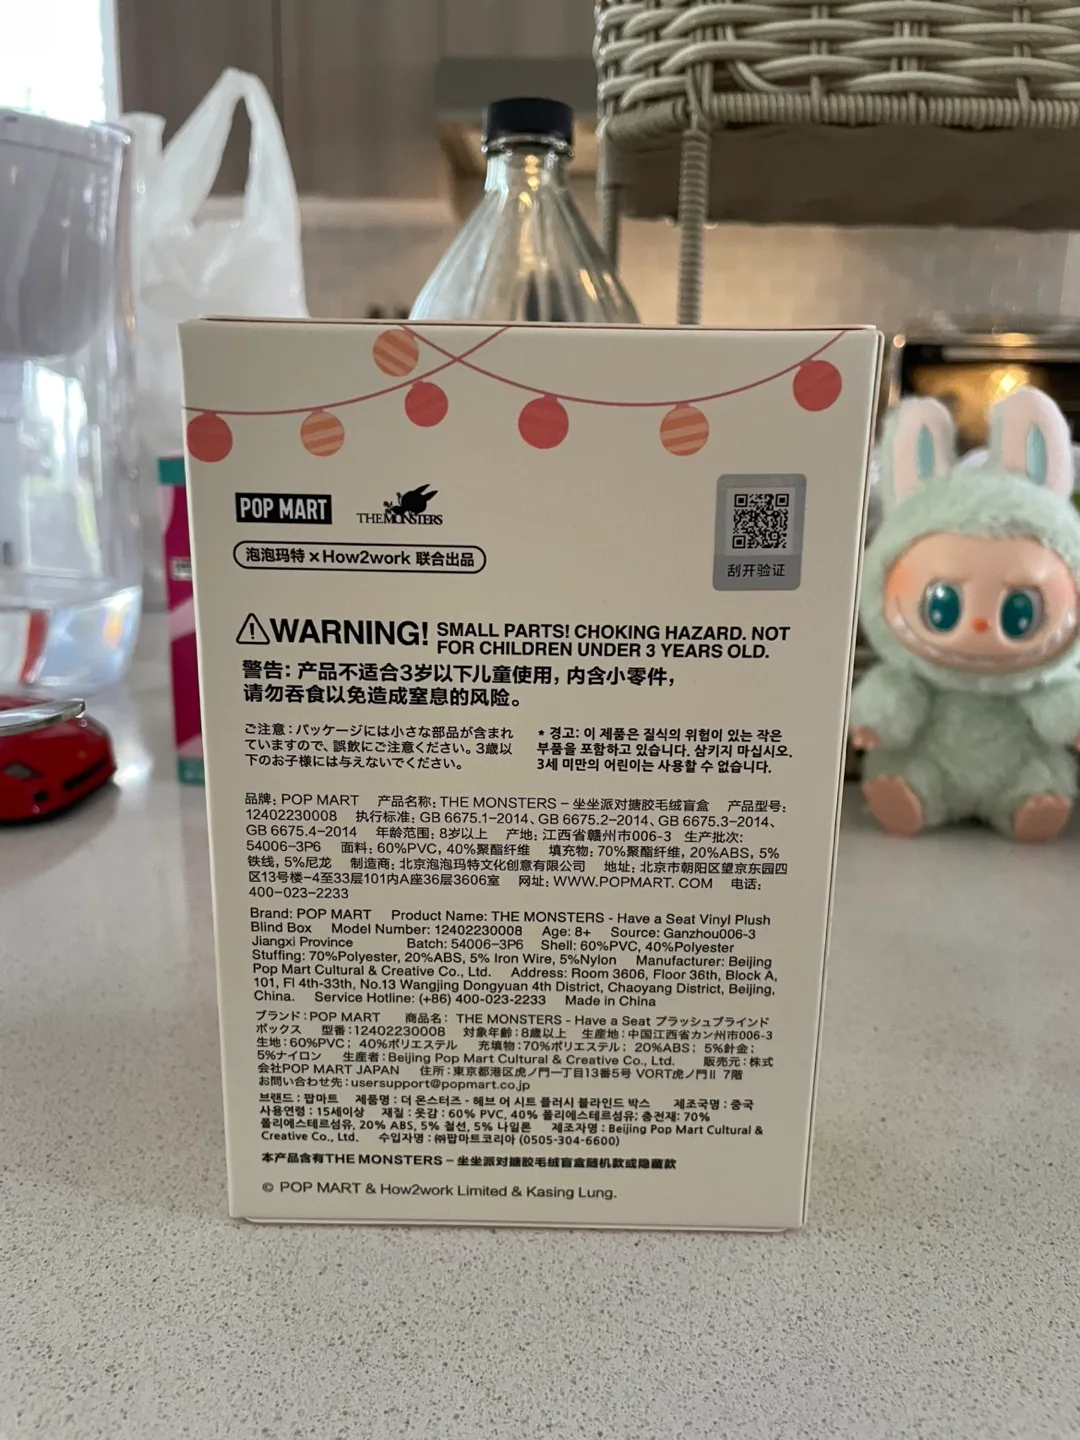 POP MART
THE MONSTERS
泡泡玛特×How2work 联合出品
刮开验证
WARNING! SMALL PARTS! CHOKING HAZARD. NOT
FOR CHILDREN UNDER 3 YEARS OLD.
警告: 产品不适合3岁以下儿童使用，内含小零件，
请勿吞食以免造成窒息的风险。
ご注意：パッケージには小さな部品が含まれ
ていますので、誤飲にご注意ください。3歳以
下のお子様には与えないでください。
* 경고: 이 제품은 질식의 위험이 있는 작은
부품을 포함하고 있습니다. 삼키지 마십시오.
3세 미만의 어린이는 사용할 수 없습니다.
品牌: POP MART 产品名称: THE MONSTERS – 坐坐派对搪胶毛绒盲盒 产品型号:
12402230008 执行标准: GB 6675.1–2014、GB 6675.2–2014、GB 6675.3–2014、
GB 6675.4–2014 年龄范围: 8岁以上 产地: 江西省赣州市006-3 生产批次:
54006-3P6 面料: 60%PVC, 40%聚酯纤维 填充物: 70%聚酯纤维, 20%ABS, 5%
铁线, 5%尼龙 制造商: 北京泡泡玛特文化创意有限公司 地址: 北京市朝阳区望京东园四
区13号楼-4至33层101内A座36层3606室 网址: WWW.POPMART. COM 电话:
400-023-2233
Brand: POP MART Product Name: THE MONSTERS - Have a Seat Vinyl Plush
Blind Box Model Number: 12402230008 Age: 8+ Source: Ganzhou006-3
Jiangxi Province Batch: 54006-3P6 Shell: 60%PVC, 40%Polyester
Stuffing: 70%Polyester, 20%ABS, 5% Iron Wire, 5%Nylon Manufacturer: Beijing
Pop Mart Cultural & Creative Co., Ltd. Address: Room 3606, Floor 36th, Block A,
101, Fl 4th-33th, No.13 Wangjing Dongyuan 4th District, Chaoyang District, Beijing,
China. Service Hotline: (+86) 400-023-2233 Made in China
ブランド：POP MART 商品名： THE MONSTERS - Have a Seat プラッシュブラインド
ボックス 型番：12402230008 対象年齢：8歳以上 生産地：中国江西省カン州市006-3
生地：60%PVC；40%ポリエステル 充填物：70%ポリエステル；20%ABS；5%針金；
5%ナイロン 生産者：Beijing Pop Mart Cultural & Creative Co., Ltd. 販売元：株式
会社POP MART JAPAN 住所：東京都港区虎ノ門一丁目13番5号 VORT虎ノ門Ⅱ 7階
お問い合わせ先：usersupport@popmart.co.jp
브랜드 : 팝마트 제품명 : 더 몬스터즈 - 헤브 어 시트 플러시 블라인드 박스 제조국명 : 중국
사용연령 : 15세이상 재질 : 옷감 : 60% PVC, 40% 폴리에스테르섬유; 충전재: 70%
폴리에스테르섬유, 20% ABS, 5% 철선, 5% 나일론 제조자명 : Beijing Pop Mart Cultural &
Creative Co., Ltd. 수입자명 : ㈜팝마트코리아 (0505-304-6600)
本产品含有THE MONSTERS – 坐坐派对搪胶毛绒盲盒随机款或隐藏款
© POP MART & How2work Limited & Kasing Lung.